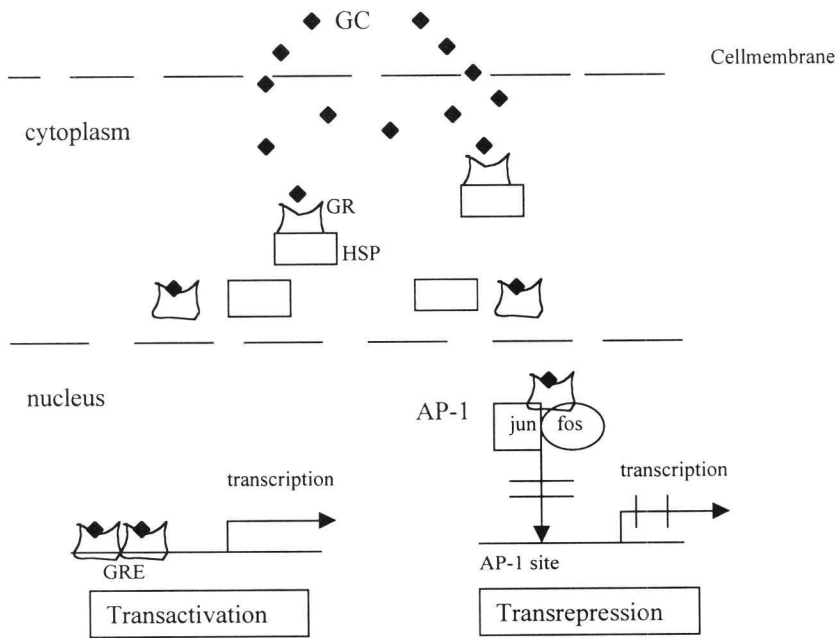 GC
Cellmembrane
cytoplasm
GR
HSP
nucleus
AP-1
jun
fos
transcription
transcription
GRE
AP-1 site
Transactivation
Transrepression